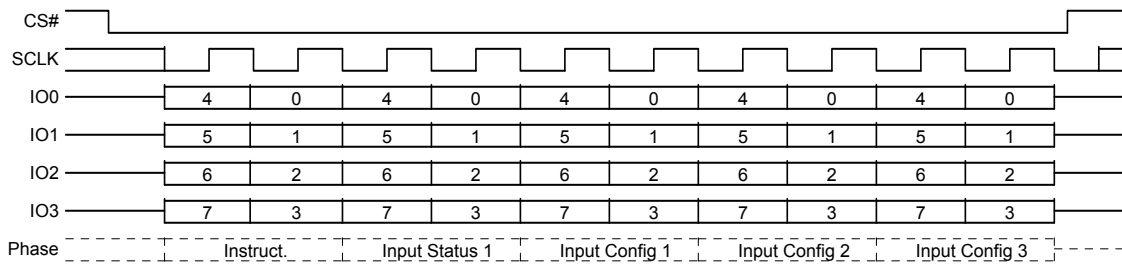 CS#
SCLK
IO0 4 0 4 0 4 0 4 0 4 0
IO1 5 1 5 1 5 1 5 1 5 1
IO2 6 2 6 2 6 2 6 2 6 2
IO3 7 3 7 3 7 3 7 3 7 3
Phase Instruct. Input Status 1 Input Config 1 Input Config 2 Input Config 3